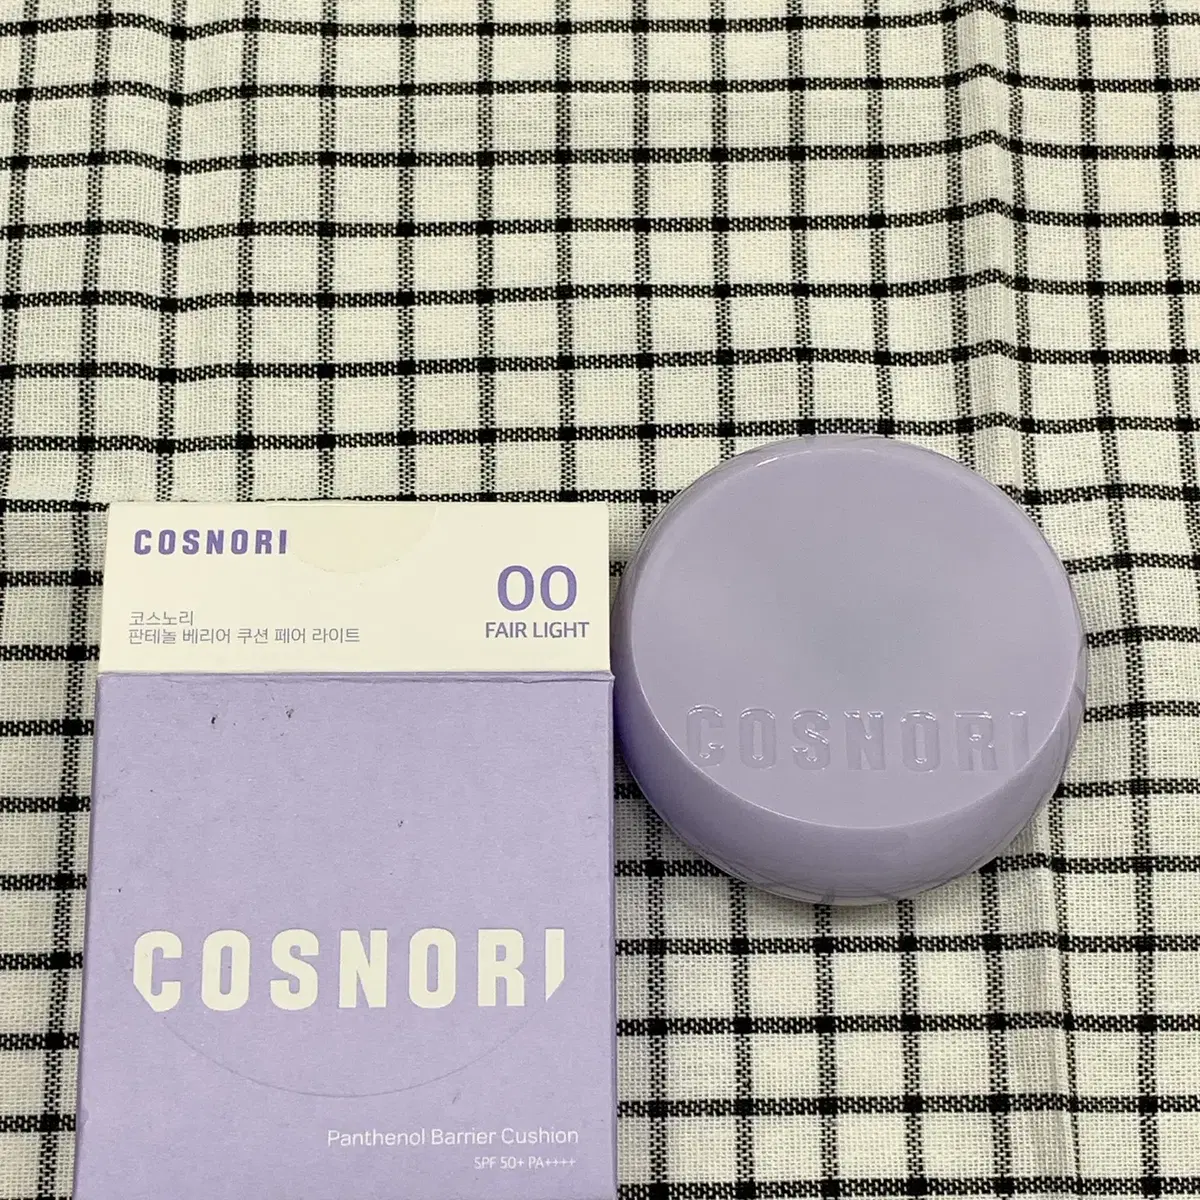 COSNORI
00
FAIR LIGHT
코스노리
판테놀 베리어 쿠션 페어 라이트
COSNORI
Panthenol Barrier Cushion
SPF 50+ PA++++
COSNORI